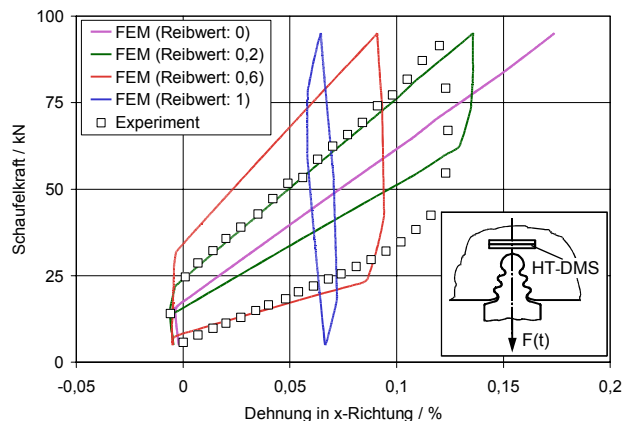 100
75
50
25
0
Schaufelkraft / kN
FEM (Reibwert: 0)
FEM (Reibwert: 0,2)
FEM (Reibwert: 0,6)
FEM (Reibwert: 1)
Experiment
HT-DMS
F(t)
-0,05
0
0,05
0,1
0,15
0,2
Dehnung in x-Richtung / %